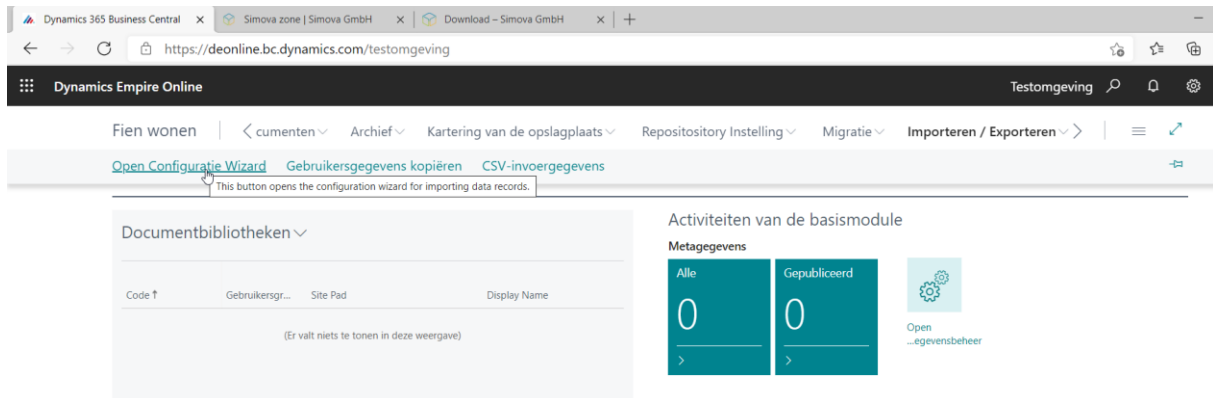 Dynamics 365 Business Central
Simova zone | Simova GmbH
Download – Simova GmbH
https://deonline.bc.dynamics.com/testomgeving
Dynamics Empire Online
Testomgeving
Fien wonen
cumenten
Archief
Kartering van de opslagplaats
Repositository Instelling
Migratie
Importeren / Exporteren
Open Configuratie Wizard
Gebruikersgegevens kopiëren
CSV-invoergegevens
This button opens the configuration wizard for importing data records.
Documentbibliotheken
Code ↑
Gebruikersgr...
Site Pad
Display Name
(Er valt niets te tonen in deze weergave)
Activiteiten van de basismodule
Metagegevens
Alle
0
Gepubliceerd
0
Open
...egevensbeheer